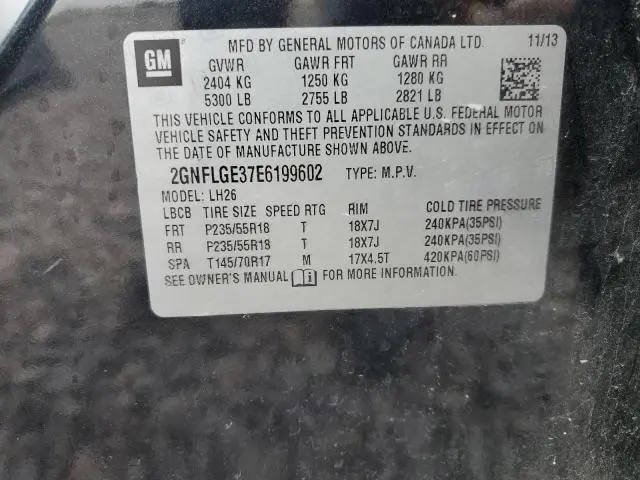 GM MFD BY GENERAL MOTORS OF CANADA LTD. 11/13
GVWR GAWR FRT GAWR RR
2404 KG 1250 KG 1280 KG
5300 LB 2755 LB 2821 LB
THIS VEHICLE CONFORMS TO ALL APPLICABLE U.S. FEDERAL MOTOR
VEHICLE SAFETY AND THEFT PREVENTION STANDARDS IN EFFECT ON
THE DATE OF MANUFACTURE SHOWN ABOVE.
2GNFLGE37E6199602 TYPE: M.P.V.
MODEL: LH26
LBCB TIRE SIZE SPEED RTG RIM COLD TIRE PRESSURE
FRT P235/55R18 T 18X7J 240KPA(35PSI)
RR P235/55R18 T 18X7J 240KPA(35PSI)
SPA T145/70R17 M 17X4.5T 420KPA(60PSI)
SEE OWNER'S MANUAL FOR MORE INFORMATION